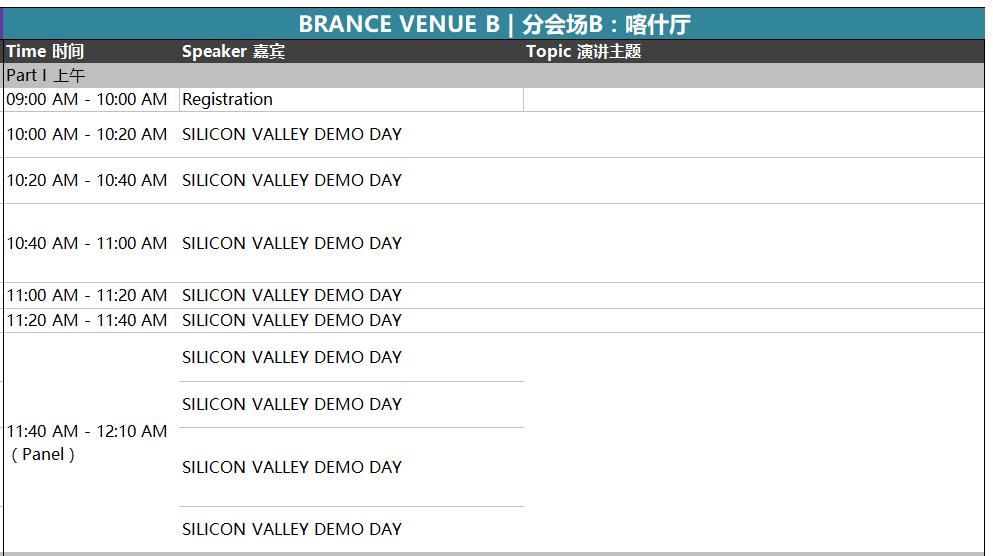 BRANCE VENUE B | 分会场B：喀什厅
Time 时间 Speaker 嘉宾 Topic 演讲主题
Part I 上午
09:00 AM - 10:00 AM Registration
10:00 AM - 10:20 AM SILICON VALLEY DEMO DAY
10:20 AM - 10:40 AM SILICON VALLEY DEMO DAY
10:40 AM - 11:00 AM SILICON VALLEY DEMO DAY
11:00 AM - 11:20 AM SILICON VALLEY DEMO DAY
11:20 AM - 11:40 AM SILICON VALLEY DEMO DAY
11:40 AM - 12:10 AM
（Panel）
SILICON VALLEY DEMO DAY
SILICON VALLEY DEMO DAY
SILICON VALLEY DEMO DAY
SILICON VALLEY DEMO DAY